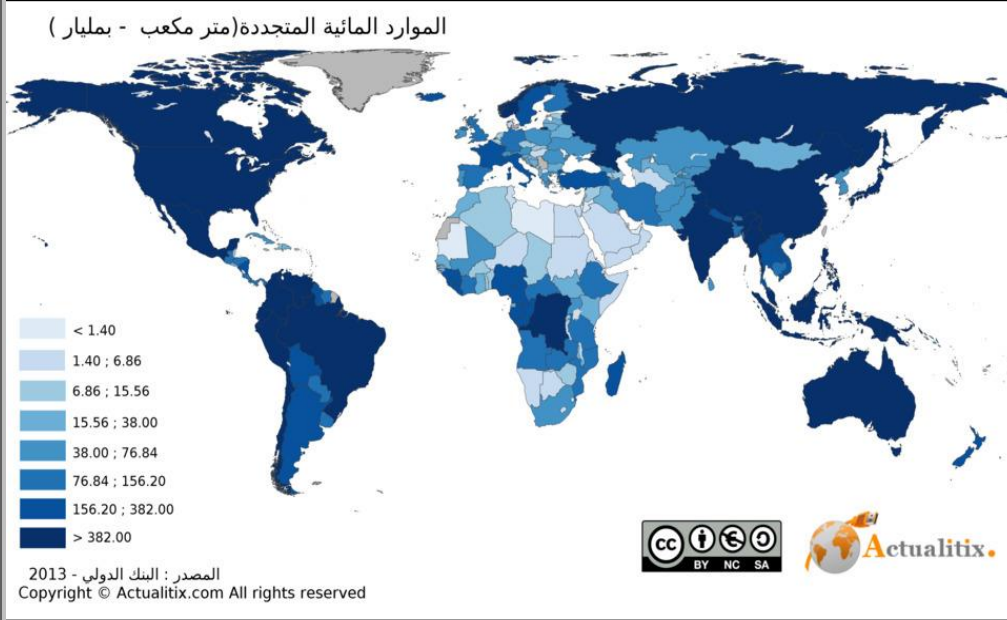 الموارد المائية المتجددة(متر مكعب - بمليار )
< 1.40
1.40 ; 6.86
6.86 ; 15.56
15.56 ; 38.00
38.00 ; 76.84
76.84 ; 156.20
156.20 ; 382.00
> 382.00
المصدر : البنك الدولي - 2013
Copyright © Actualitix.com All rights reserved
cc
BY NC SA
Actualitix.